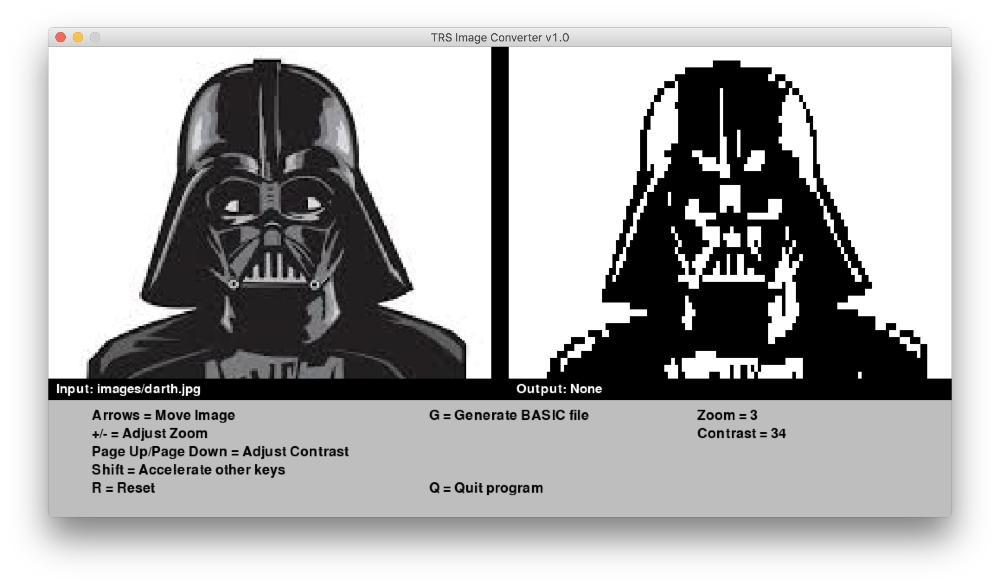 TRS Image Converter v1.0
Input: images/darth.jpg
Output: None
Arrows = Move Image
+/- = Adjust Zoom
Page Up/Page Down = Adjust Contrast
Shift = Accelerate other keys
R = Reset
G = Generate BASIC file
Q = Quit program
Zoom = 3
Contrast = 34